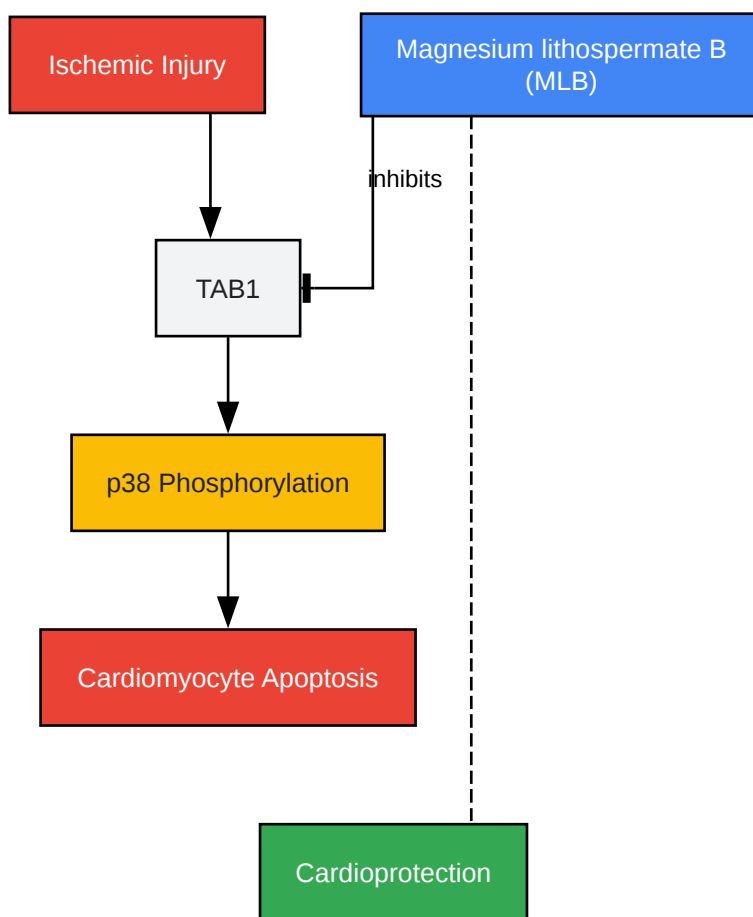 Ischemic Injury
Magnesium lithospermate B
(MLB)
inhibits
TAB1
p38 Phosphorylation
Cardiomyocyte Apoptosis
Cardioprotection